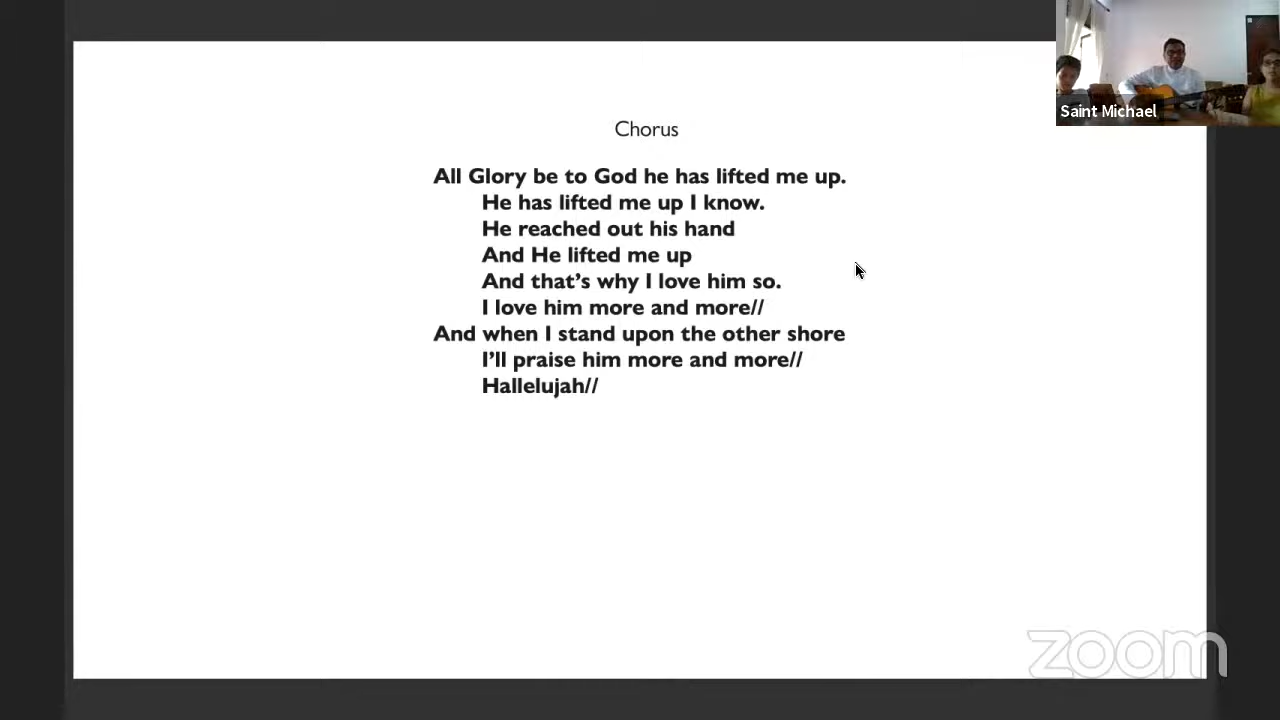 Saint Michael
Chorus
All Glory be to God he has lifted me up.
He has lifted me up I know.
He reached out his hand
And He lifted me up
And that’s why I love him so.
I love him more and more//
And when I stand upon the other shore
I’ll praise him more and more//
Hallelujah//
zoom